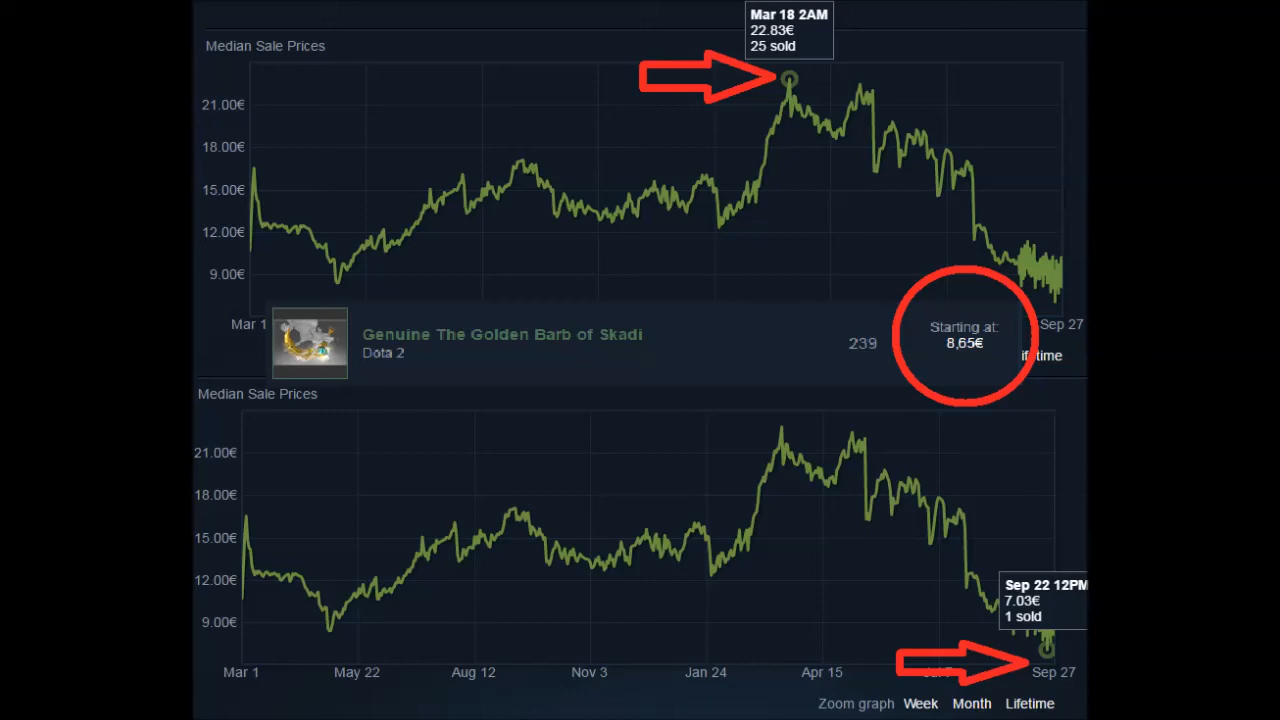 Mar 18 2AM
22.83€
25 sold
Median Sale Prices
21.00€
18.00€
15.00€
12.00€
9.00€
Mar 1
Sep 27
Genuine The Golden Barb of Skadi
Dota 2
239
Starting at:
8,65€
ifetime
Median Sale Prices
21.00€
18.00€
15.00€
12.00€
9.00€
Sep 22 12PM
7.03€
1 sold
Mar 1 May 22 Aug 12 Nov 3 Jan 24 Apr 15 Sep 27
Zoom graph Week Month Lifetime